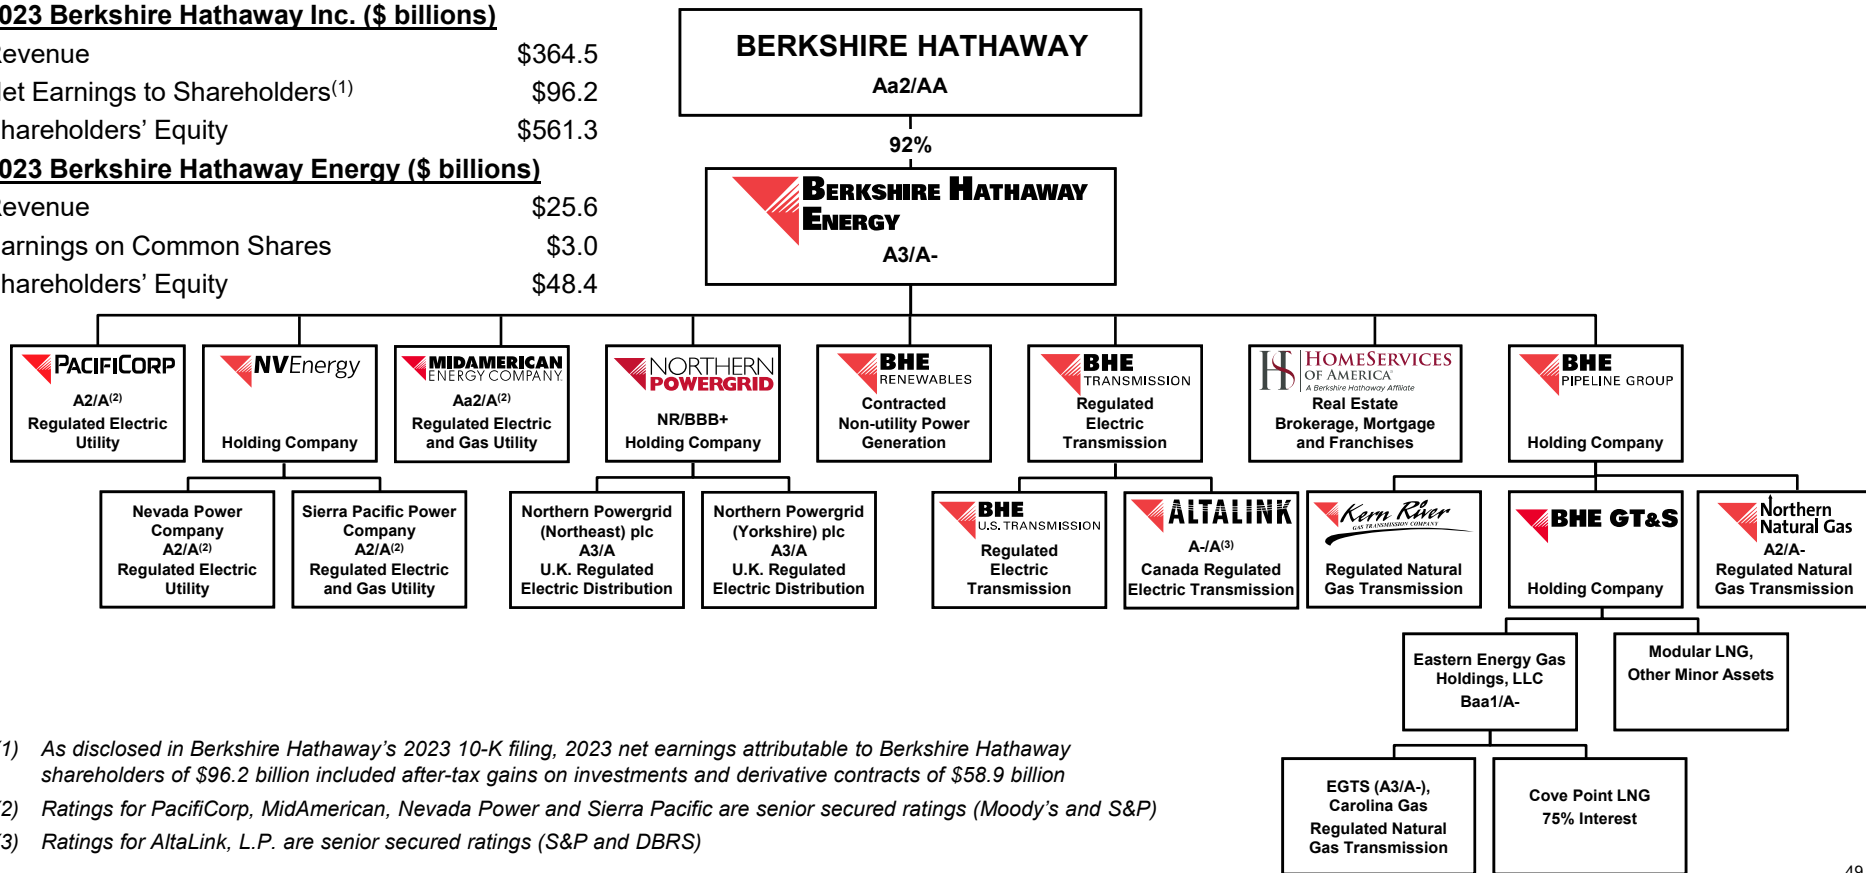 023 Berkshire Hathaway Inc. ($ billions)
evenue $364.5
et Earnings to Shareholders(1) $96.2
hareholders' Equity $561.3
023 Berkshire Hathaway Energy ($ billions)
evenue $25.6
arnings on Common Shares $3.0
hareholders' Equity $48.4
BERKSHIRE HATHAWAY
Aa2/AA
92%
BERKSHIRE HATHAWAY
ENERGY
A3/A-
PACIFICORP
A2/A(2)
Regulated Electric
Utility
NVEnergy
Holding Company
MIDAMERICAN
ENERGY COMPANY
Aa2/A(2)
Regulated Electric
and Gas Utility
NORTHERN
POWERGRID
NR/BBB+
Holding Company
BHE
RENEWABLES
Contracted
Non-utility Power
Generation
BHE
TRANSMISSION
Regulated
Electric
Transmission
HS
HOMESERVICES
OF AMERICA
A Berkshire Hathaway Affiliate
Real Estate
Brokerage, Mortgage
and Franchises
BHE
PIPELINE GROUP
Holding Company
Nevada Power
Company
A2/A(2)
Regulated Electric
Utility
Sierra Pacific Power
Company
A2/A(2)
Regulated Electric
and Gas Utility
Northern Powergrid
(Northeast) plc
A3/A
U.K. Regulated
Electric Distribution
Northern Powergrid
(Yorkshire) plc
A3/A
U.K. Regulated
Electric Distribution
BHE
U.S. TRANSMISSION
Regulated
Electric
Transmission
ALTALINK
A-/A(3)
Canada Regulated
Electric Transmission
Kern River
GAS TRANSMISSION COMPANY
Regulated Natural
Gas Transmission
BHE GT&S
Holding Company
Northern
Natural Gas
A2/A-
Regulated Natural
Gas Transmission
Eastern Energy Gas
Holdings, LLC
Baa1/A-
Modular LNG,
Other Minor Assets
EGTS (A3/A-),
Carolina Gas
Regulated Natural
Gas Transmission
Cove Point LNG
75% Interest
1) As disclosed in Berkshire Hathaway's 2023 10-K filing, 2023 net earnings attributable to Berkshire Hathaway
shareholders of $96.2 billion included after-tax gains on investments and derivative contracts of $58.9 billion
2) Ratings for PacifiCorp, MidAmerican, Nevada Power and Sierra Pacific are senior secured ratings (Moody's and S&P)
3) Ratings for AltaLink, L.P. are senior secured ratings (S&P and DBRS)
49